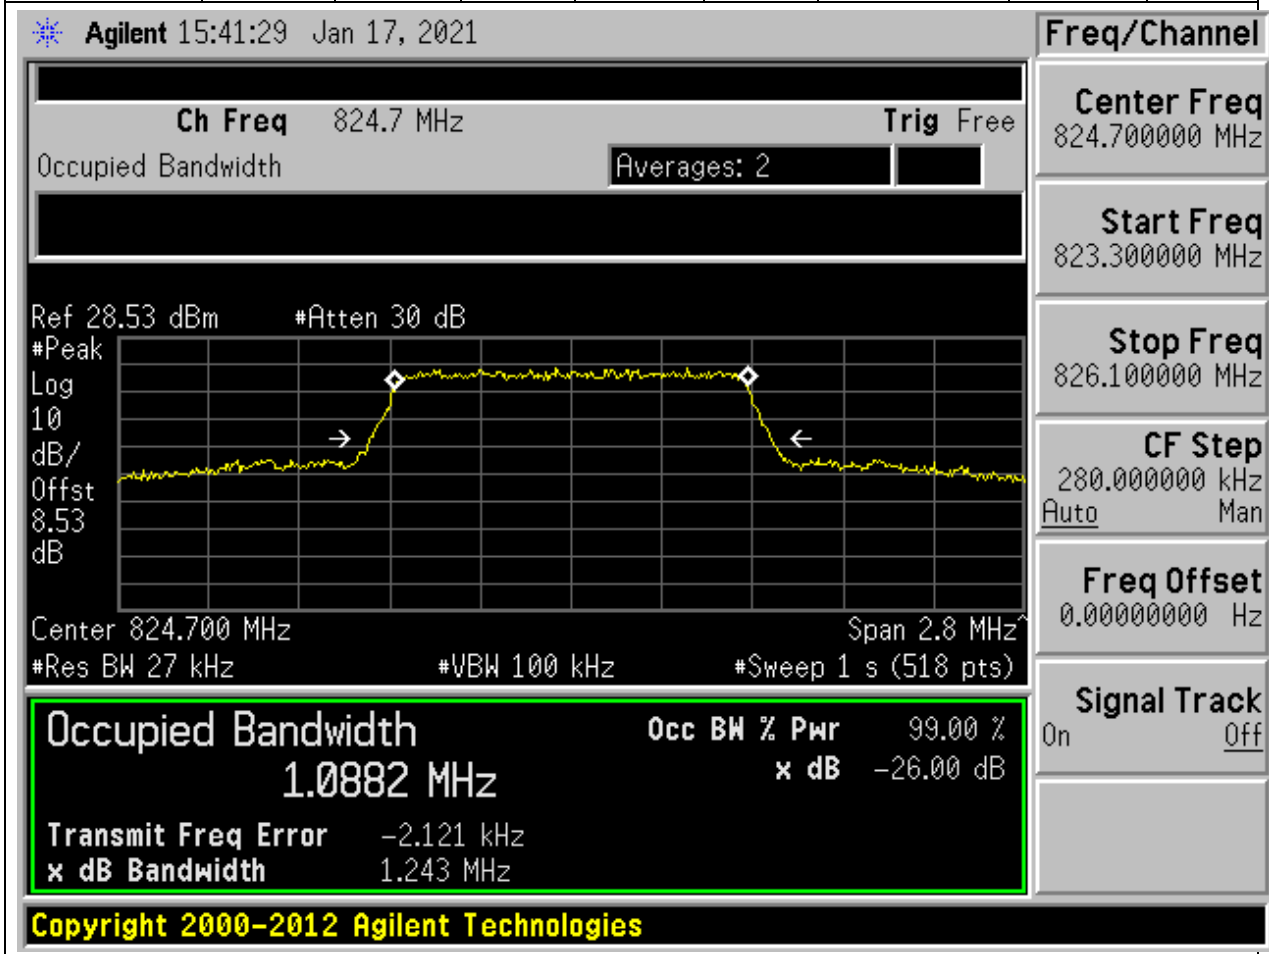 Agilent 15:41:29 Jan 17, 2021
Freq/Channel
Ch Freq 824.7 MHz Trig Free
Occupied Bandwidth Averages: 2
Center Freq
824.700000 MHz
Start Freq
823.300000 MHz
Stop Freq
826.100000 MHz
CF Step
280.000000 kHz
Auto Man
Freq Offset
0.00000000 Hz
Signal Track
On Off
Ref 28.53 dBm #Atten 30 dB
#Peak
Log
10
dB/
Offst
8.53
dB
Center 824.700 MHz Span 2.8 MHz^
#Res BW 27 kHz #VBW 100 kHz #Sweep 1 s (518 pts)
Occupied Bandwidth Occ BW % Pwr 99.00 %
1.0882 MHz x dB -26.00 dB
Transmit Freq Error -2.121 kHz
x dB Bandwidth 1.243 MHz
Copyright 2000-2012 Agilent Technologies